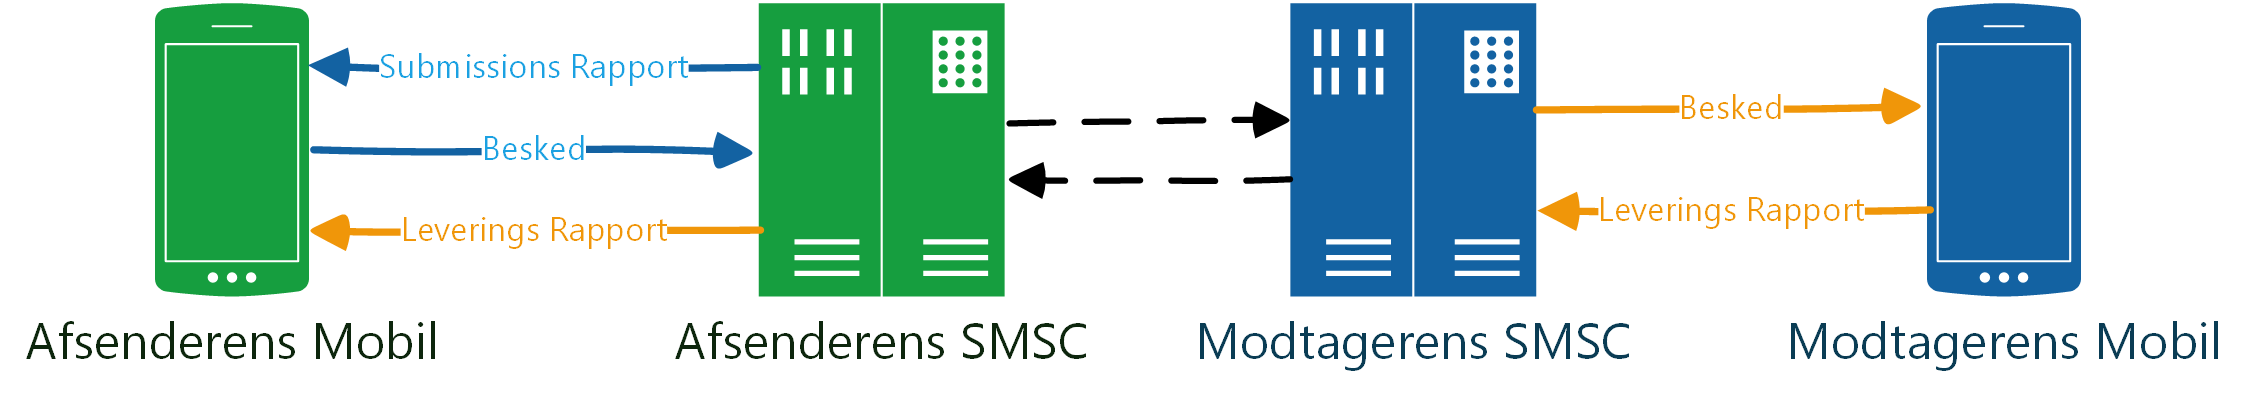 Submissions Rapport
Besked
Leverings Rapport
Besked
Leverings Rapport
Afsenderens Mobil
Afsenderens SMSC
Modtagerens SMSC
Modtagerens Mobil